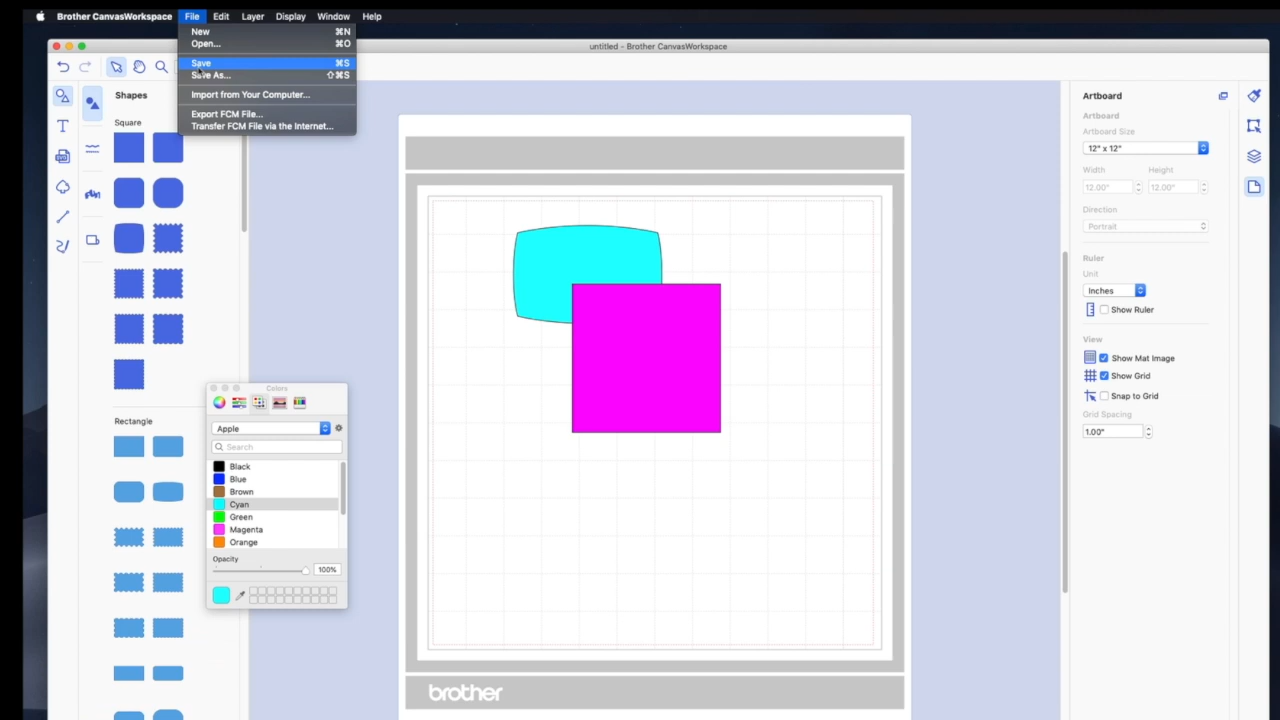 Brother CanvasWorkspace File Edit Layer Display Window Help
New ⌘N
Open... ⌘O
Save ⌘S
Save As... ⇧⌘S
Import from Your Computer...
Export FCM File...
Transfer FCM File via the Internet...
untitled - Brother CanvasWorkspace
Shapes
Square
Rectangle
Colors
Apple
Search
Black
Blue
Brown
Cyan
Green
Magenta
Orange
Opacity
100%
brother
Artboard
Artboard
Artboard Size
12" x 12"
Width Height
12.00" 12.00"
Direction
Portrait
Ruler
Unit
Inches
Show Ruler
View
Show Mat Image
Show Grid
Snap to Grid
Grid Spacing
1.00"